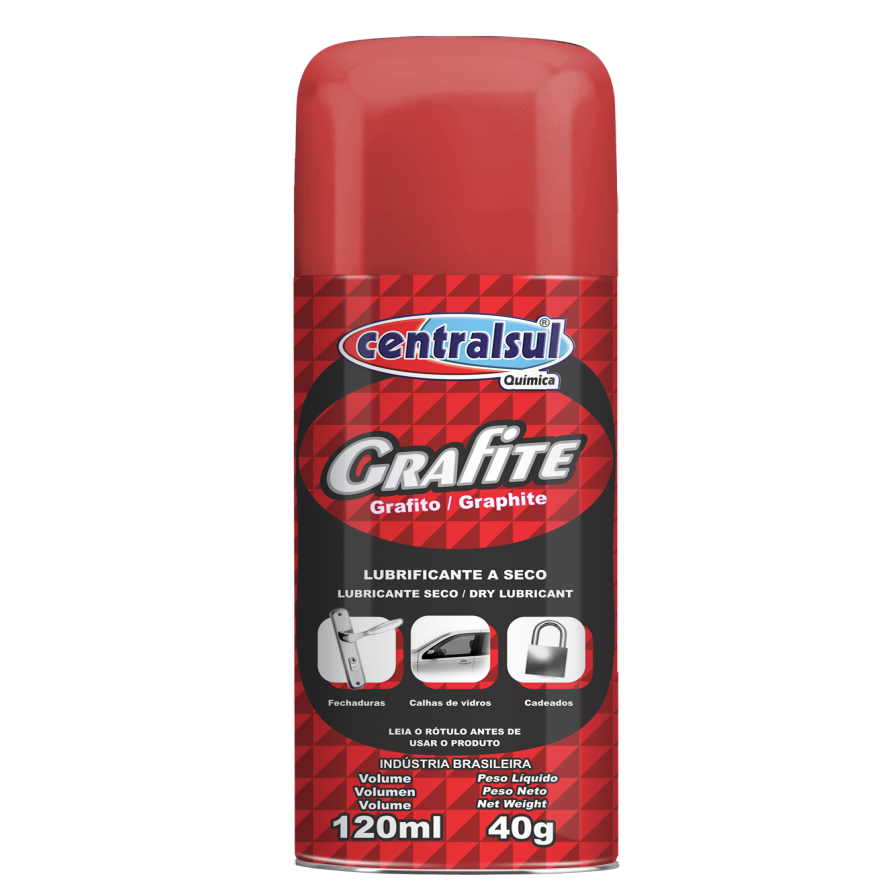 centralsul®
Química
GRAFITE
Grafito / Graphite
LUBRIFICANTE A SECO
LUBRICANTE SECO / DRY LUBRICANT
Fechaduras Calhas de vidros Cadeados
LEIA O RÓTULO ANTES DE
USAR O PRODUTO
INDÚSTRIA BRASILEIRA
Volume Peso Líquido
Volumen Peso Neto
Volume Net Weight
120ml 40g